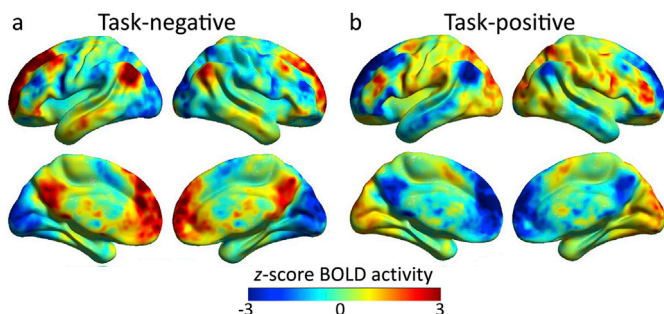 a Task-negative
b Task-positive
z-score BOLD activity
-3 0 3